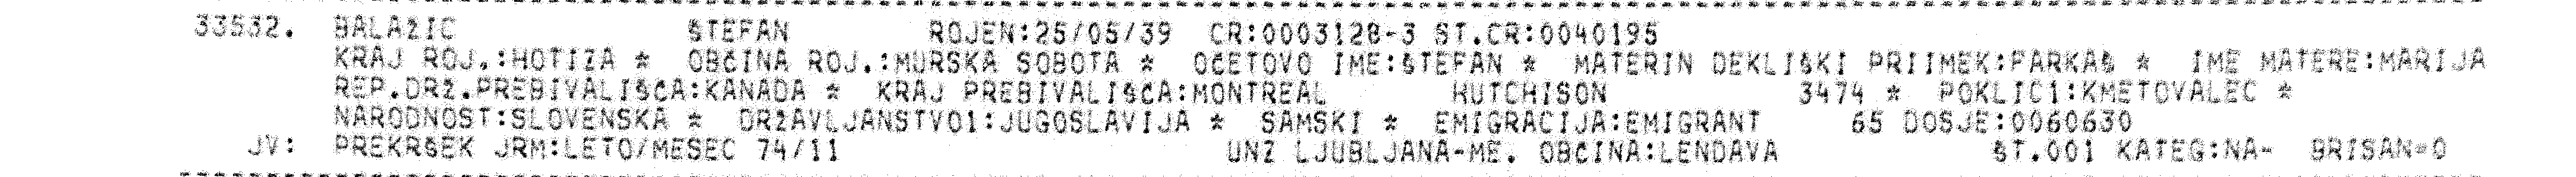 33532. BALAŽIC ŠTEFAN ROJEN:25/05/39 CR:0003128-3 ŠT.CR:0040195
KRAJ ROJ.:HOTIZA * OBČINA ROJ.:MURSKA SOBOTA * OČETOVO IME:ŠTEFAN * MATERIN DEKLIŠKI PRIIMEK:FARKAŠ * IME MATERE:MARIJA
REP.DRŽ.PREBIVALIŠČA:KANADA * KRAJ PREBIVALIŠČA:MONTREAL HUTCHISON 3474 * POKLIC1:KMETOVALEC *
NARODNOST:SLOVENSKA * DRŽAVLJANSTVO1:JUGOSLAVIJA * SAMSKI * EMIGRACIJA:EMIGRANT 65 DOSJE:0060630
JV: PREKRŠEK JRM:LETO/MESEC 74/11 UNZ LJUBLJANA-ME. OBČINA:LENDAVA ŠT.001 KATEG:NA- BRISAN=0